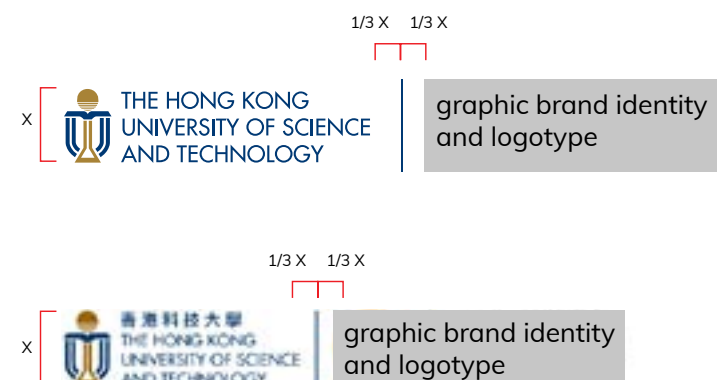 1/3 X 1/3 X
X
THE HONG KONG
UNIVERSITY OF SCIENCE
AND TECHNOLOGY
graphic brand identity
and logotype
1/3 X 1/3 X
X
香港科技大學
THE HONG KONG
UNIVERSITY OF SCIENCE
AND TECHNOLOGY
graphic brand identity
and logotype